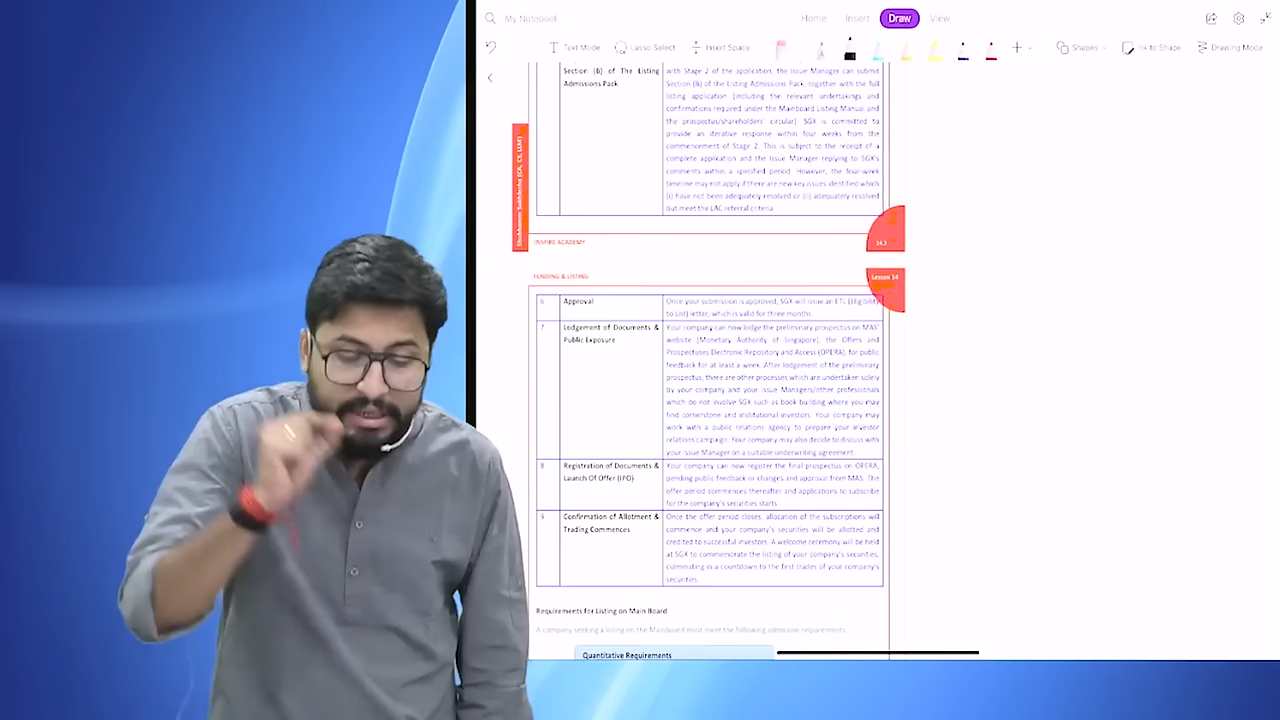 My Notebook
Home Insert Draw View
Text Mode Lasso Select Insert Space Shapes Ink to Shape Drawing Mode
Section (B) of The Listing
Admissions Pack
with Stage 2 of the application, the Issue Manager can submit
Section (B) of the Listing Admissions Pack, together with the full
listing application (including the relevant undertakings and
confirmations required under the Mainboard Listing Manual and
the prospectus/shareholders' circular). SGX is committed to
provide an iterative response within four weeks from the
commencement of Stage 2. This is subject to the receipt of a
complete application and the Issue Manager replying to SGX's
comments within a specified period. However, the four-week
timeline may not apply if there are new key issues identified which
(i) have not been adequately resolved or (ii) adequately resolved
but meet the LAC referral criteria
(CA, CS, LLM)
INSPIRE ACADEMY
14.3
FUNDING & LISTING
Lesson 14
6 Approval
Once your submission is approved, SGX will issue an ETL (Eligibility
to List) letter, which is valid for three months.
7 Lodgement of Documents &
Public Exposure
Your company can now lodge the preliminary prospectus on MAS'
website (Monetary Authority of Singapore), the Offers and
Prospectuses Electronic Repository and Access (OPERA), for public
feedback for at least a week. After lodgement of the preliminary
prospectus, there are other processes which are undertaken solely
by your company and your Issue Managers/other professionals
which do not involve SGX such as book building where you may
find cornerstone and institutional investors. Your company may
work with a public relations agency to prepare your investor
relations campaign. Your company may also decide to discuss with
your Issue Manager on a suitable underwriting agreement.
8 Registration of Documents &
Launch Of Offer (IPO)
Your company can now register the final prospectus on OPERA,
pending public feedback or changes and approval from MAS. The
offer period commences thereafter and applications to subscribe
for the company's securities starts
9 Confirmation of Allotment &
Trading Commences
Once the offer period closes, allocation of the subscriptions will
commence and your company's securities will be allotted and
credited to successful investors. A welcome ceremony will be held
at SGX to commemorate the listing of your company's securities,
culminating in a countdown to the first trades of your company's
securities.
Requirements for Listing on Main Board
A company seeking a listing on the Mainboard must meet the following admission requirements
Quantitative Requirements